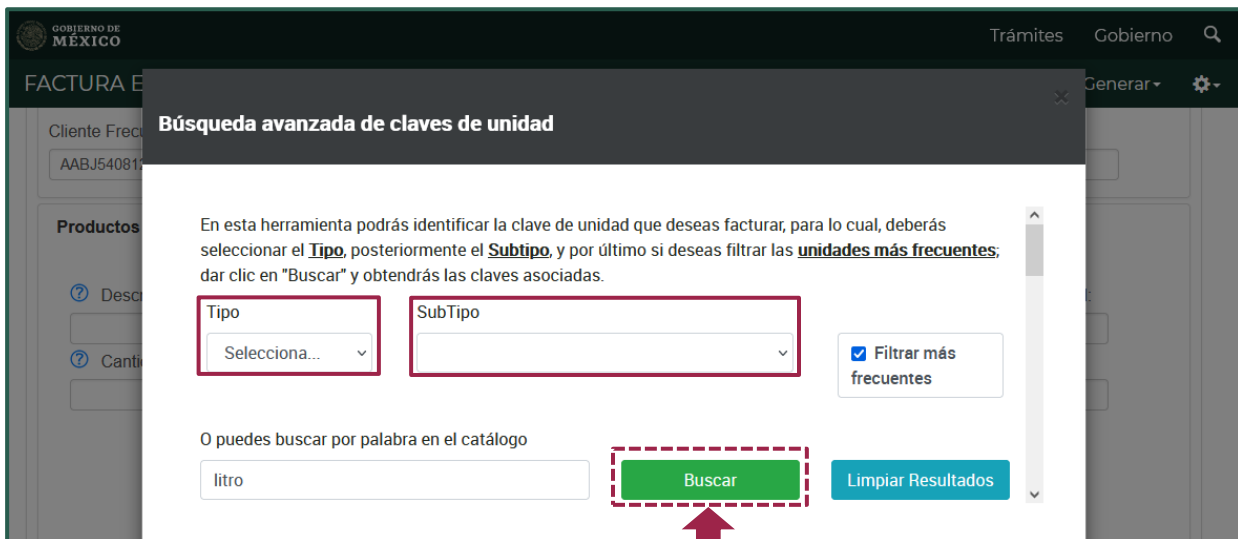 GOBIERNO DE
MÉXICO
Trámites Gobierno
FACTURA E
Generar
Búsqueda avanzada de claves de unidad
Cliente Frecu
AABJ540812
Productos
En esta herramienta podrás identificar la clave de unidad que deseas facturar, para lo cual, deberás
seleccionar el Tipo, posteriormente el Subtipo, y por último si deseas filtrar las unidades más frecuentes;
dar clic en "Buscar" y obtendrás las claves asociadas.
Descr
Tipo SubTipo
Selecciona...
Filtrar más
frecuentes
Canti
O puedes buscar por palabra en el catálogo
litro Buscar Limpiar Resultados